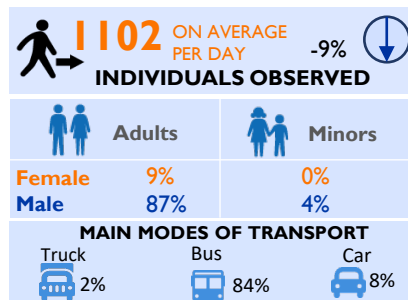 1102 ON AVERAGE PER DAY -9%
INDIVIDUALS OBSERVED
Adults Minors
Female 9% 0%
Male 87% 4%
MAIN MODES OF TRANSPORT
Truck Bus Car
2% 84% 8%